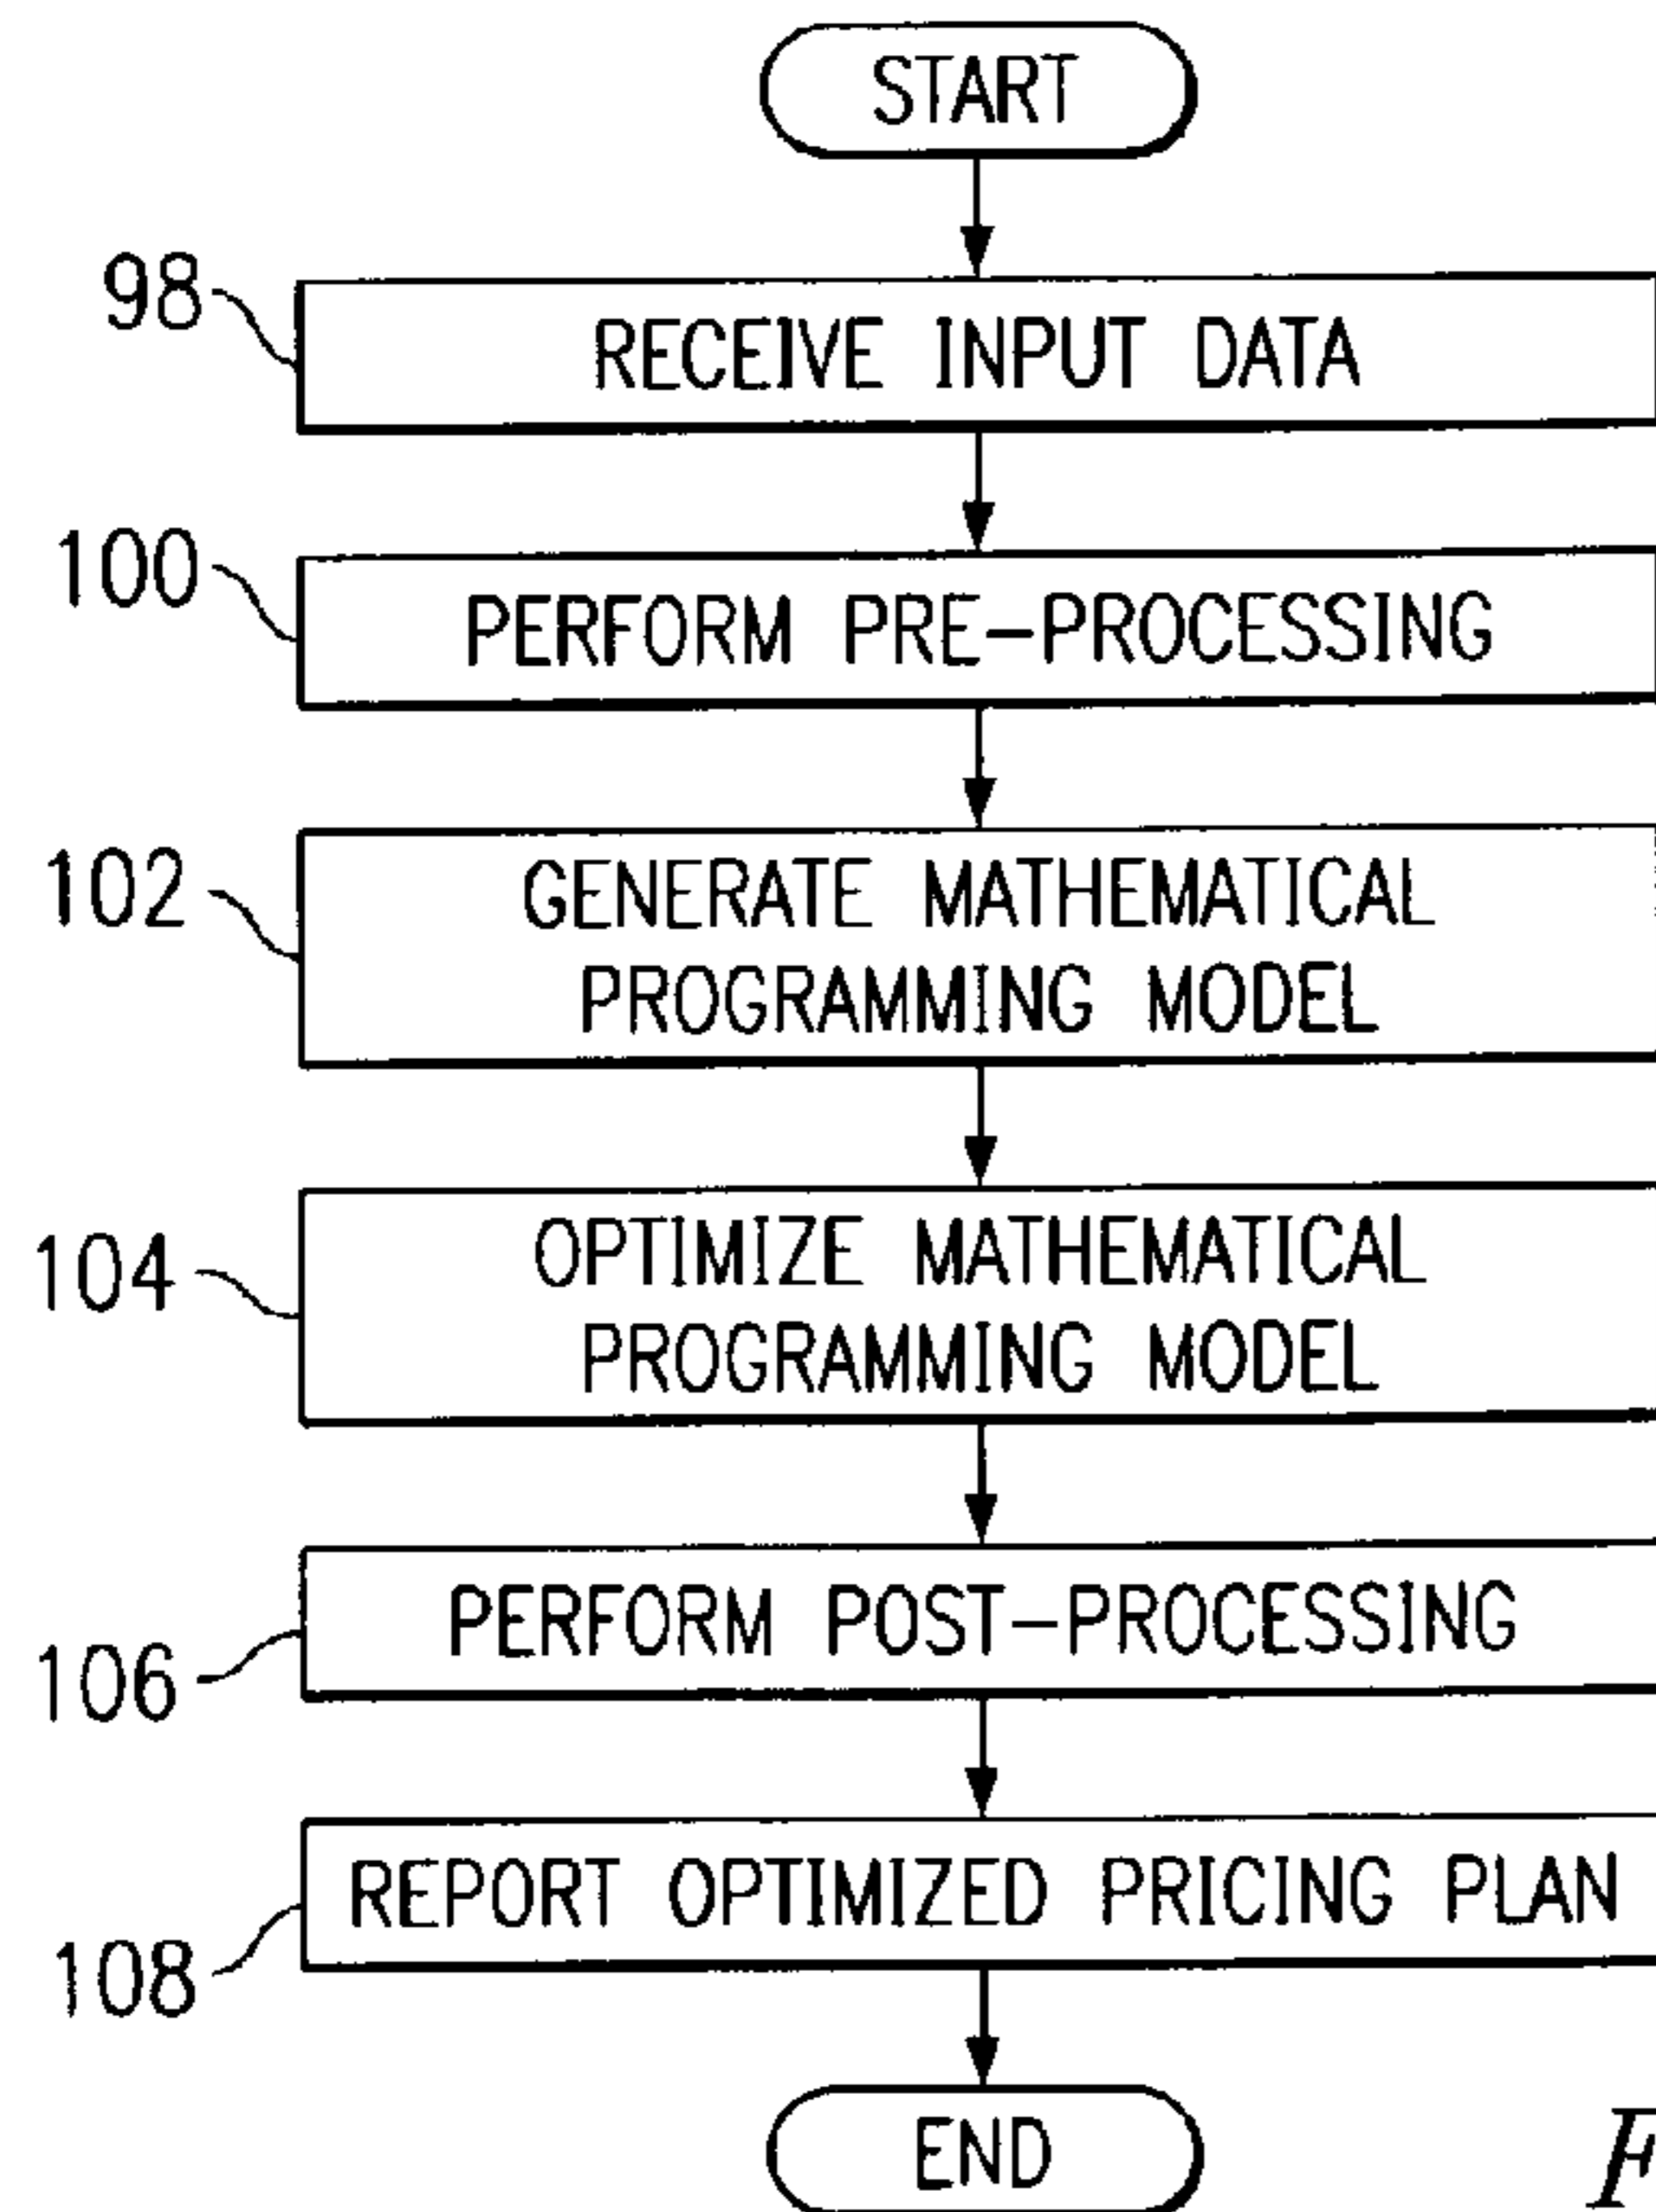 START
98
RECEIVE INPUT DATA
100
PERFORM PRE-PROCESSING
102
GENERATE MATHEMATICAL
PROGRAMMING MODEL
104
OPTIMIZE MATHEMATICAL
PROGRAMMING MODEL
106
PERFORM POST-PROCESSING
108
REPORT OPTIMIZED PRICING PLAN
END
F